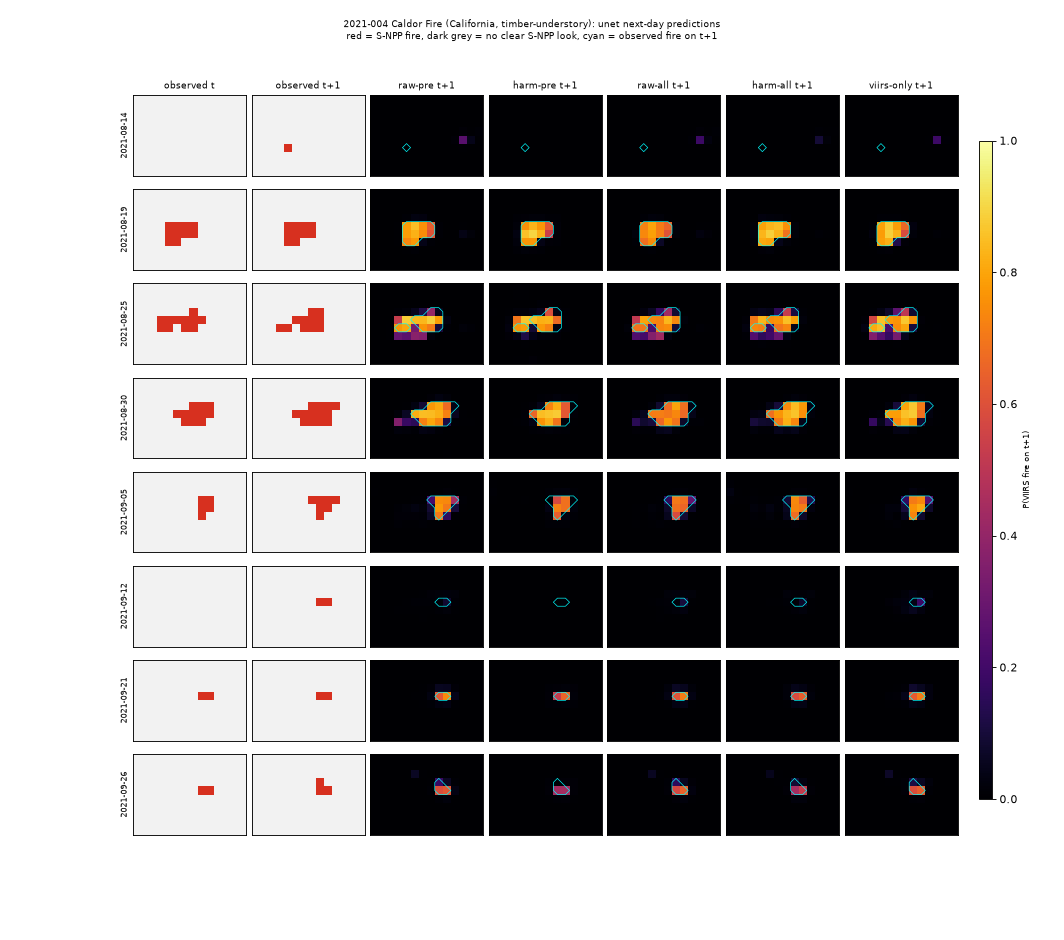 2021-004 Caldor Fire (California, timber-understory): unet next-day predictions
red = S-NPP fire, dark grey = no clear S-NPP look, cyan = observed fire on t+1
observed t
observed t+1
raw-pre t+1
harm-pre t+1
raw-all t+1
harm-all t+1
viirs-only t+1
2021-08-14
2021-08-19
2021-08-25
2021-08-30
2021-09-05
2021-09-12
2021-09-21
2021-09-26
1.0
0.8
0.6
0.4
0.2
0.0
P(VIIRS fire on t+1)